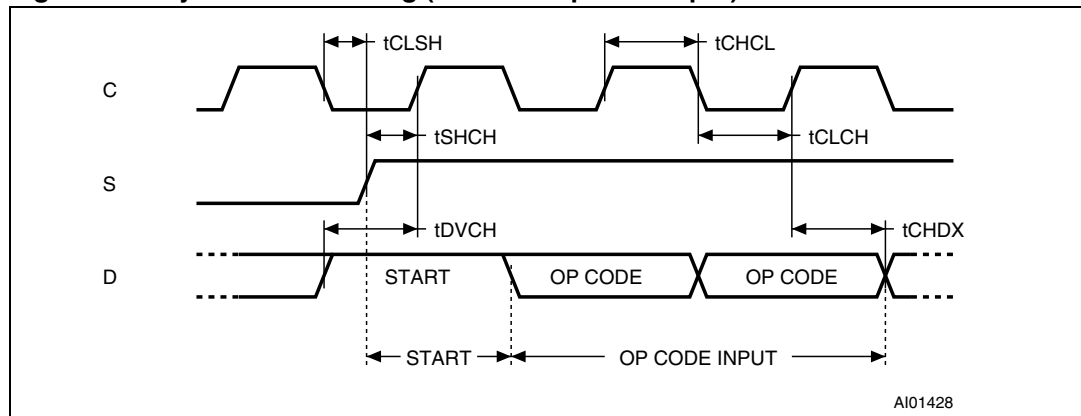 tCLSH
tCHCL
C
tSHCH
tCLCH
S
tDVCH
tCHDX
D
START
OP CODE
OP CODE
START
OP CODE INPUT
AI01428